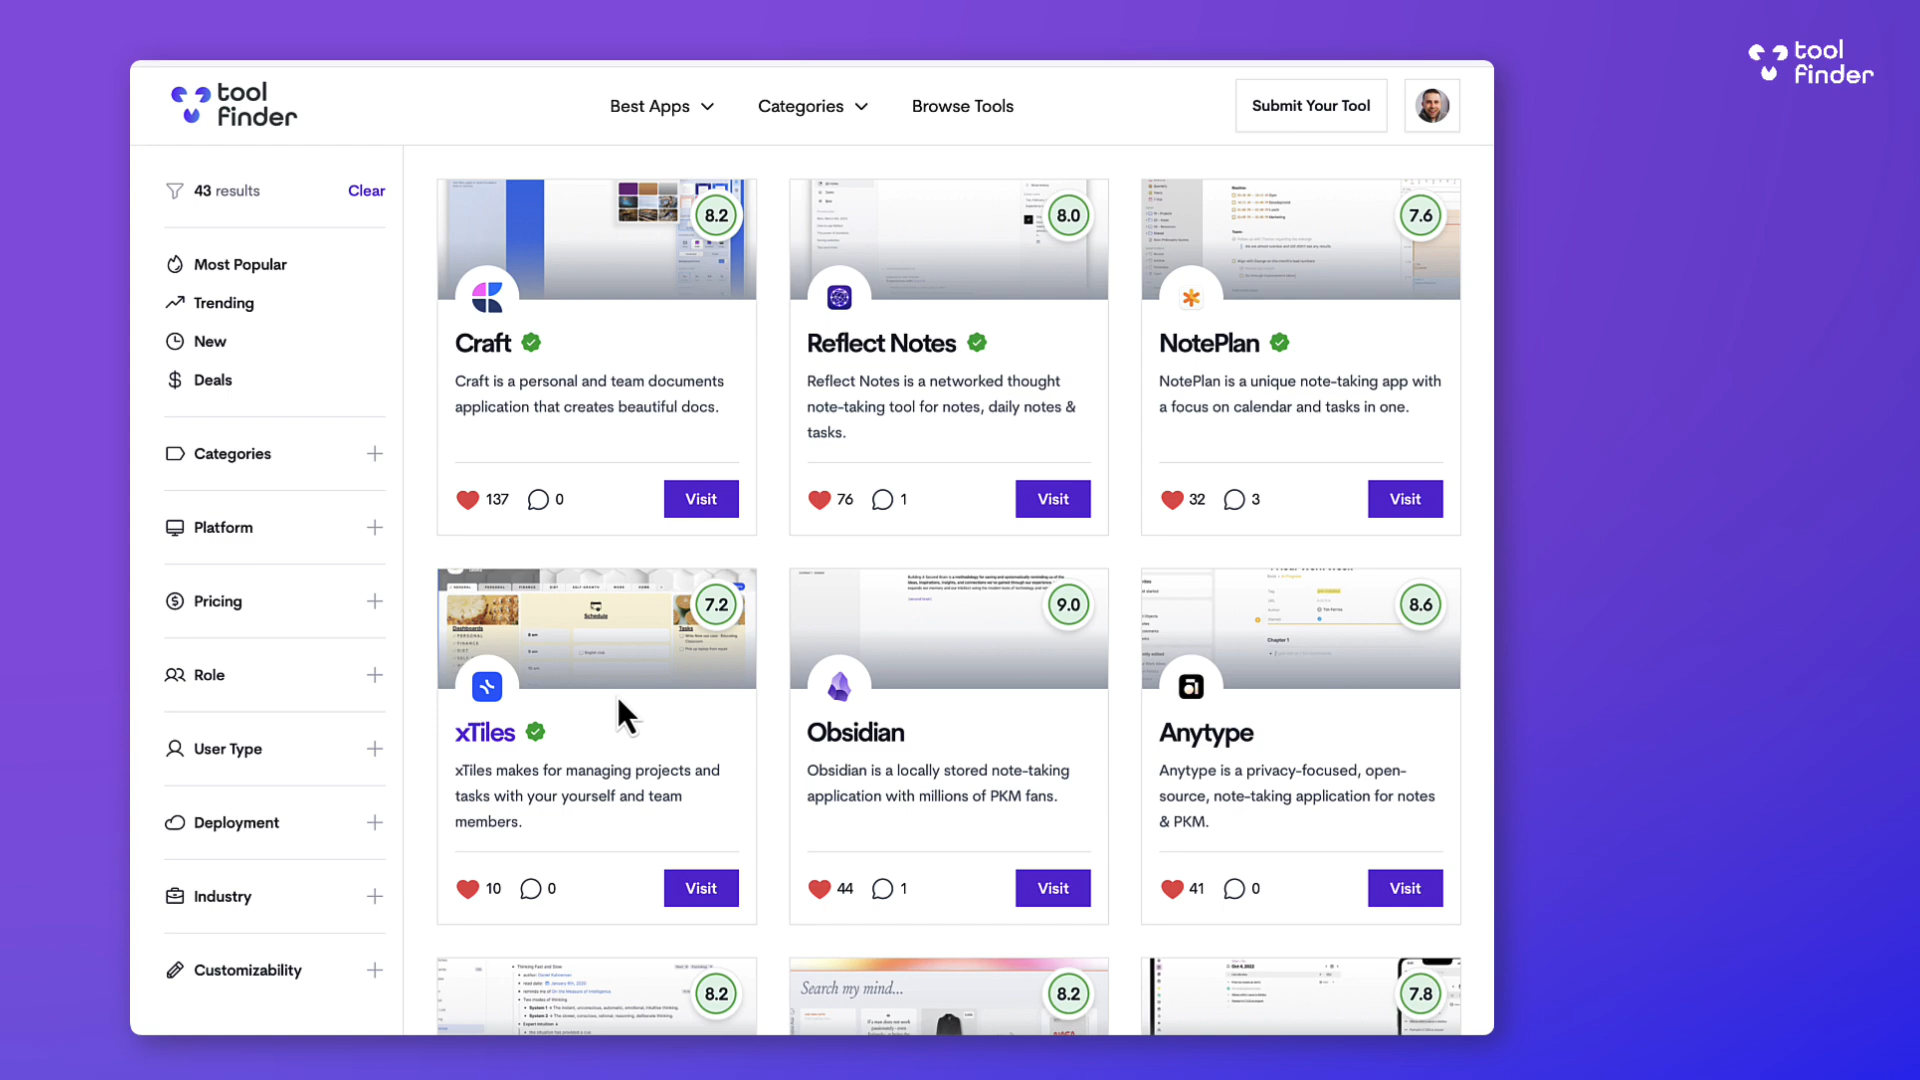 tool
finder
tool
finder
Best Apps
Categories
Browse Tools
Submit Your Tool
43 results
Clear
Most Popular
Trending
New
Deals
Categories
Platform
Pricing
Role
User Type
Deployment
Industry
Customizability
8.2
Craft
Craft is a personal and team documents
application that creates beautiful docs.
137 0 Visit
8.0
Reflect Notes
Reflect Notes is a networked thought
note-taking tool for notes, daily notes &
tasks.
76 1 Visit
7.6
NotePlan
NotePlan is a unique note-taking app with
a focus on calendar and tasks in one.
32 3 Visit
7.2
Schedule
xTiles
xTiles makes for managing projects and
tasks with your yourself and team
members.
10 0 Visit
9.0
Obsidian
Obsidian is a locally stored note-taking
application with millions of PKM fans.
44 1 Visit
8.6
Chapter 1
Anytype
Anytype is a privacy-focused, open-
source, note-taking application for notes
& PKM.
41 0 Visit
Thinking Fast and Slow
8.2
Search my mind...
8.2
7.8